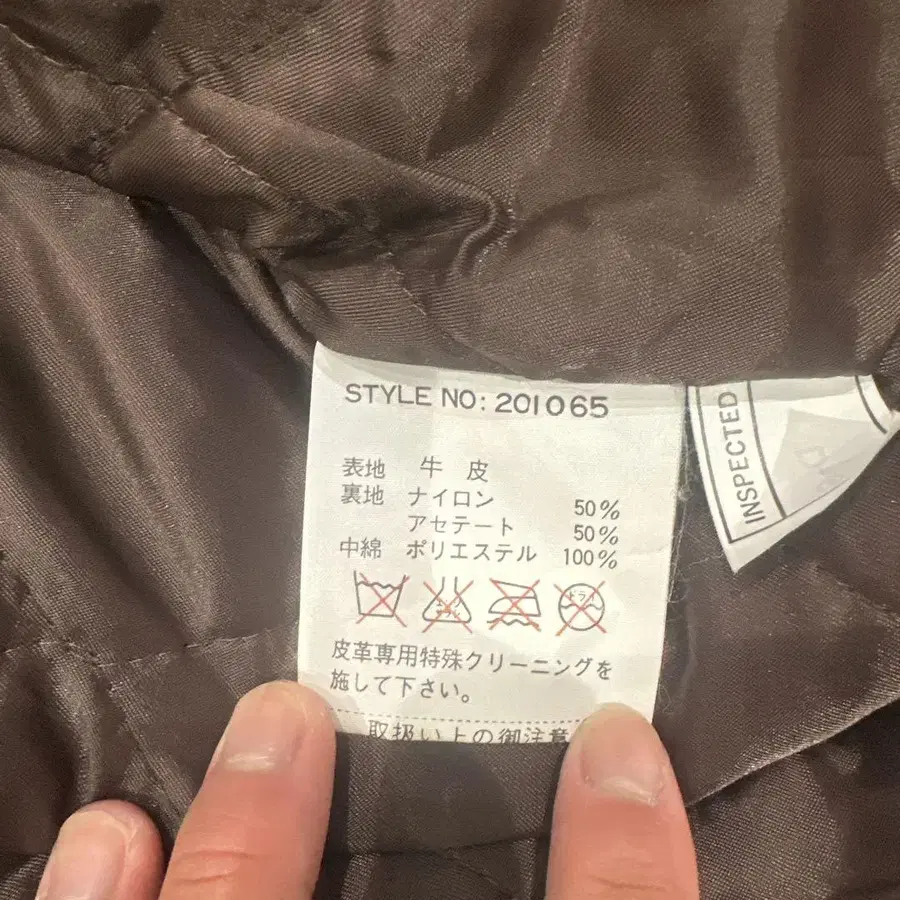 STYLE NO: 201065
表地 牛 皮
裏地 ナイロン 50%
アセテート 50%
中綿 ポリエステル 100%
ドライ
皮革専用特殊クリーニングを
施して下さい。
取扱い上の御注意
INSPECTED